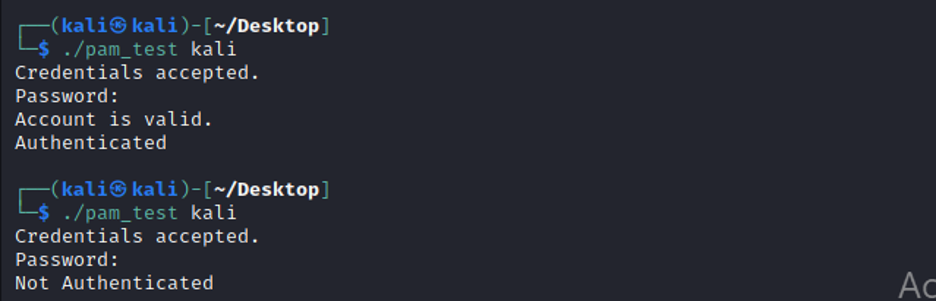 ┌──(kali㉿kali)-[~/Desktop]
└─$ ./pam_test kali
Credentials accepted.
Password:
Account is valid.
Authenticated
┌──(kali㉿kali)-[~/Desktop]
└─$ ./pam_test kali
Credentials accepted.
Password:
Not Authenticated